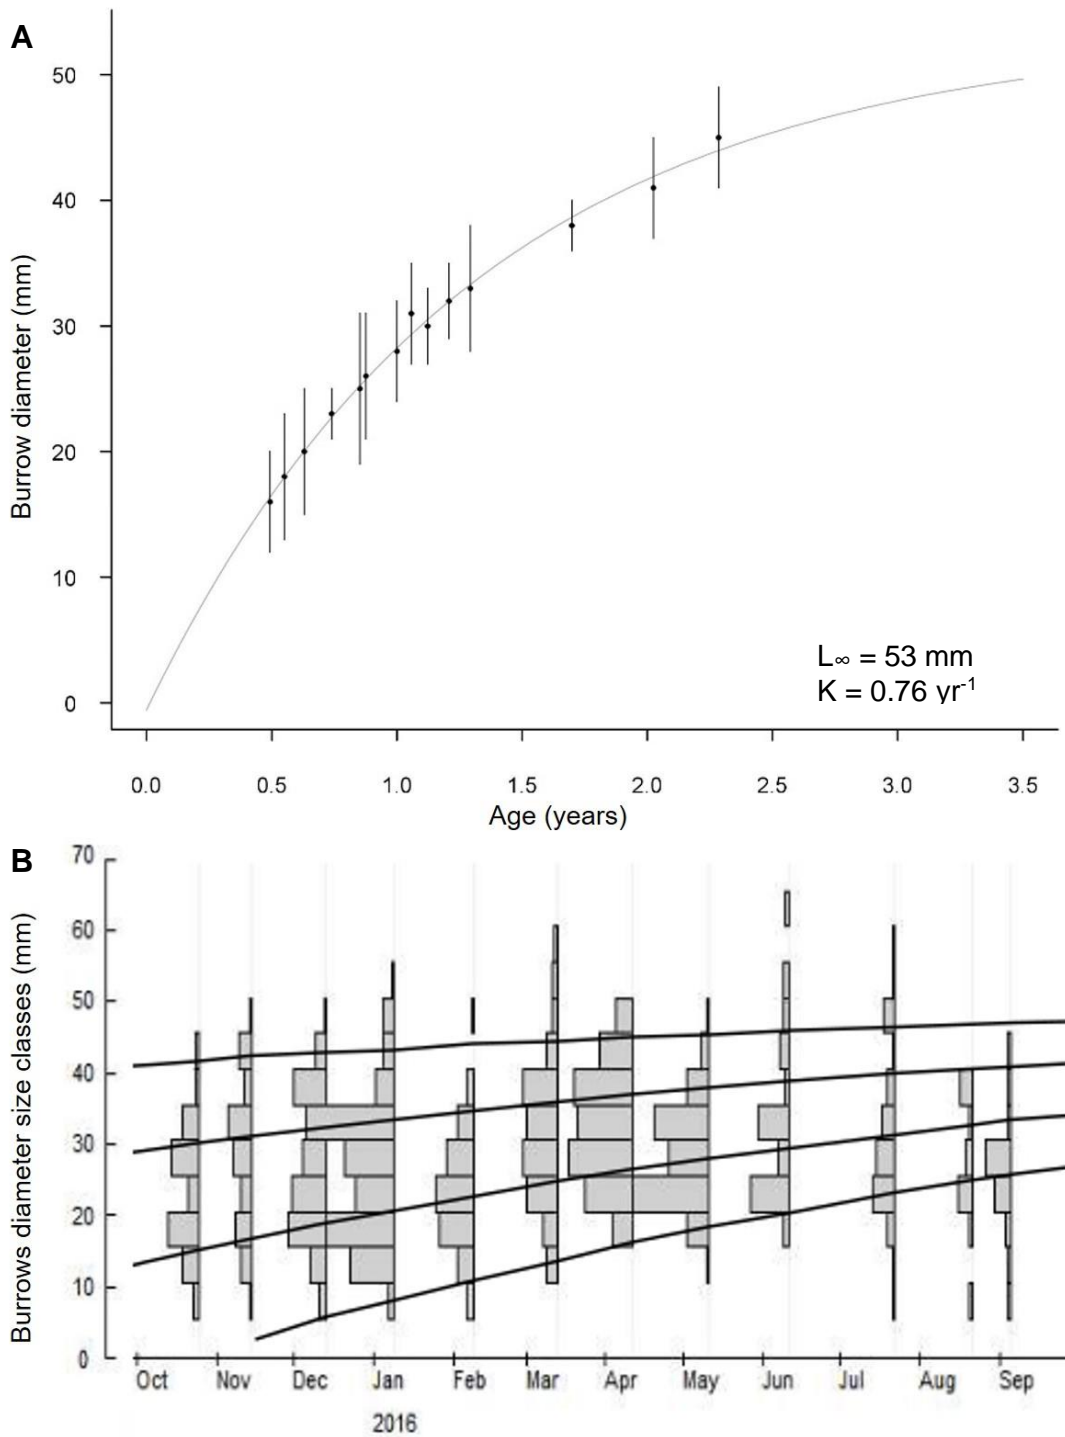 A
50
40
30
20
10
0
Burrow diameter (mm)
L∞ = 53 mm
K = 0.76 yr-1
0.0 0.5 1.0 1.5 2.0 2.5 3.0 3.5
Age (years)
B
70
60
50
40
30
20
10
0
Burrows diameter size classes (mm)
Oct Nov Dec Jan Feb Mar Apr May Jun Jul Aug Sep
2016